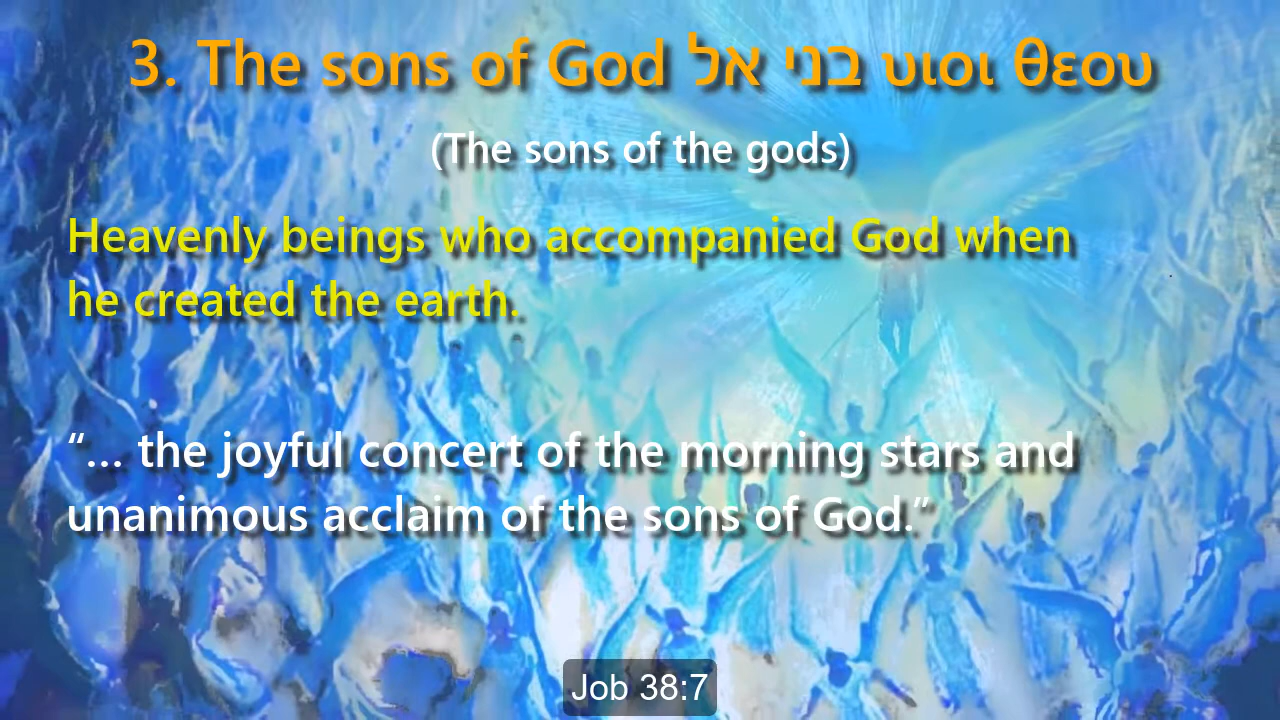 3. The sons of God בני אל υιοι θεου
(The sons of the gods)
Heavenly beings who accompanied God when
he created the earth.
“… the joyful concert of the morning stars and
unanimous acclaim of the sons of God.”
Job 38:7